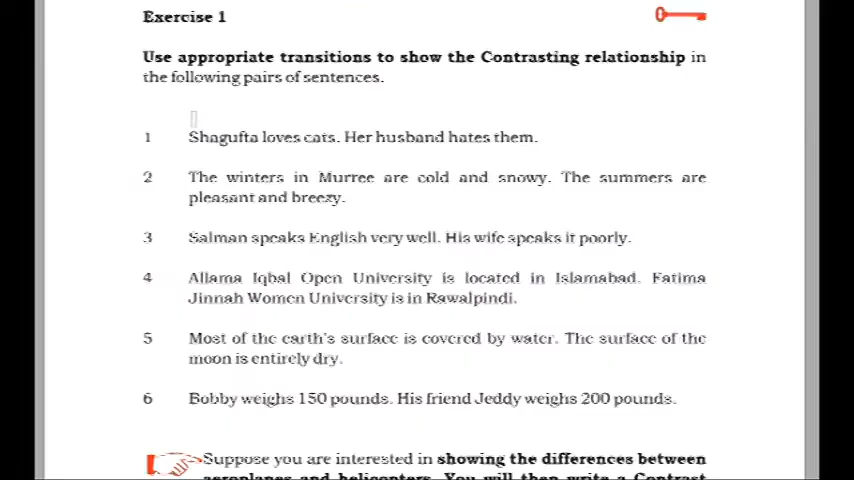 Exercise 1
Use appropriate transitions to show the Contrasting relationship in
the following pairs of sentences.
1 Shagufta loves cats. Her husband hates them.
2 The winters in Murree are cold and snowy. The summers are
pleasant and breezy.
3 Salman speaks English very well. His wife speaks it poorly.
4 Allama Iqbal Open University is located in Islamabad. Fatima
Jinnah Women University is in Rawalpindi.
5 Most of the earth's surface is covered by water. The surface of the
moon is entirely dry.
6 Bobby weighs 150 pounds. His friend Jeddy weighs 200 pounds.
Suppose you are interested in showing the differences between
aeroplanes and helicopters. You will then write a Contrast